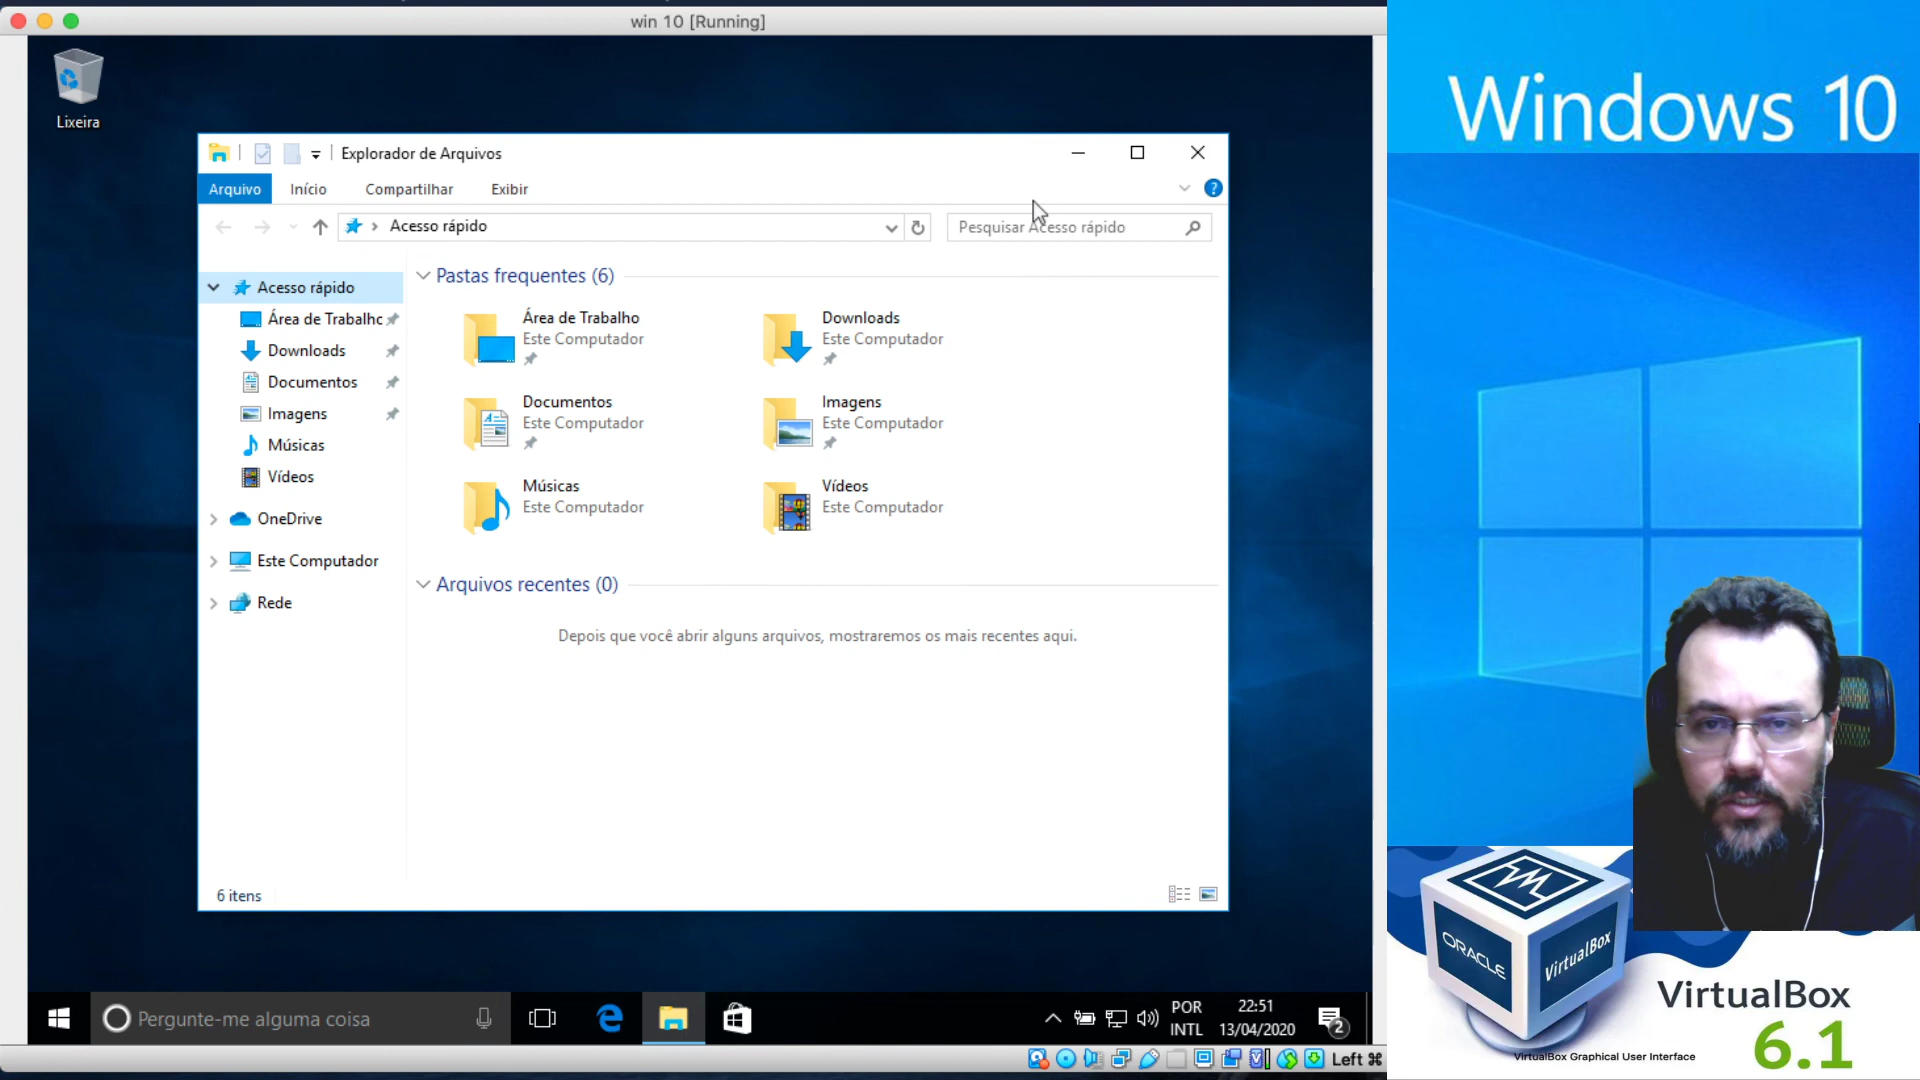 win 10 [Running]
Windows 10
Lixeira
Explorador de Arquivos
Arquivo Início Compartilhar Exibir
Acesso rápido
Pesquisar Acesso rápido
Acesso rápido
Área de Trabalho
Downloads
Documentos
Imagens
Músicas
Vídeos
OneDrive
Este Computador
Rede
Pastas frequentes (6)
Área de Trabalho
Este Computador
Downloads
Este Computador
Documentos
Este Computador
Imagens
Este Computador
Músicas
Este Computador
Vídeos
Este Computador
Arquivos recentes (0)
Depois que você abrir alguns arquivos, mostraremos os mais recentes aqui.
6 itens
Pergunte-me alguma coisa
POR
INTL
22:51
13/04/2020
2
Left ⌘
ORACLE
VirtualBox
VirtualBox
6.1
VirtualBox Graphical User Interface